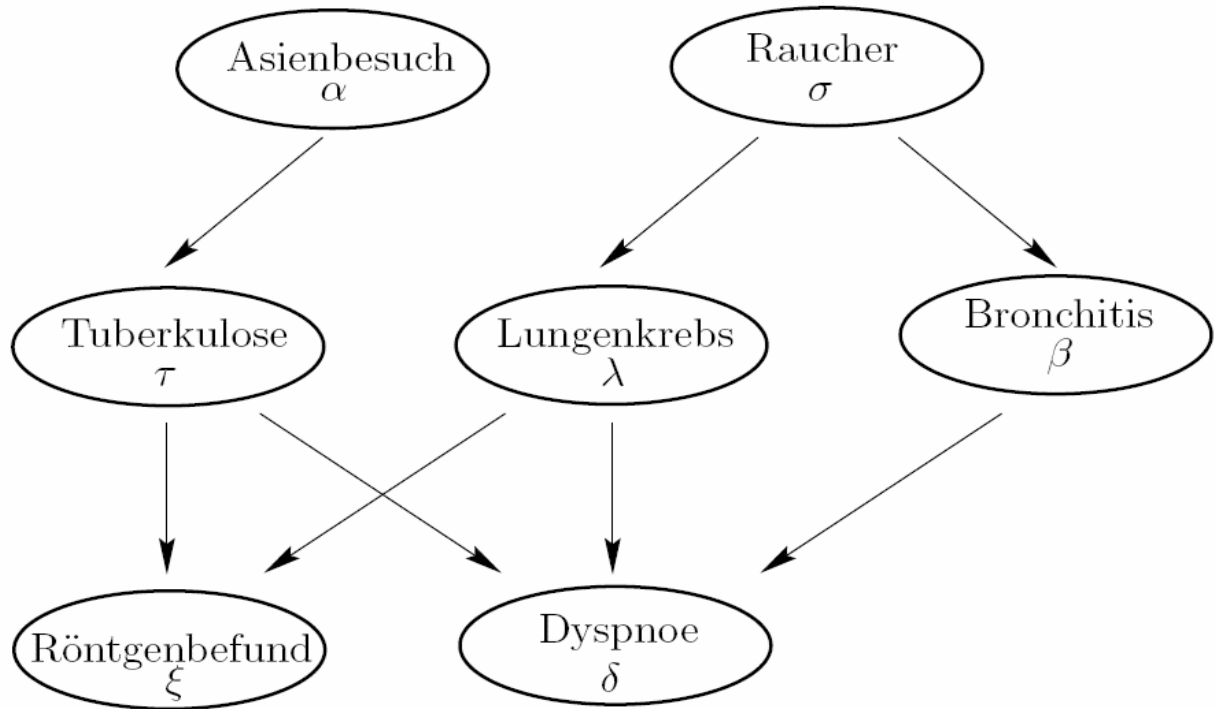 Asienbesuch
α
Raucher
σ
Tuberkulose
τ
Lungenkrebs
λ
Bronchitis
β
Röntgenbefund
ξ
Dyspnoe
δ